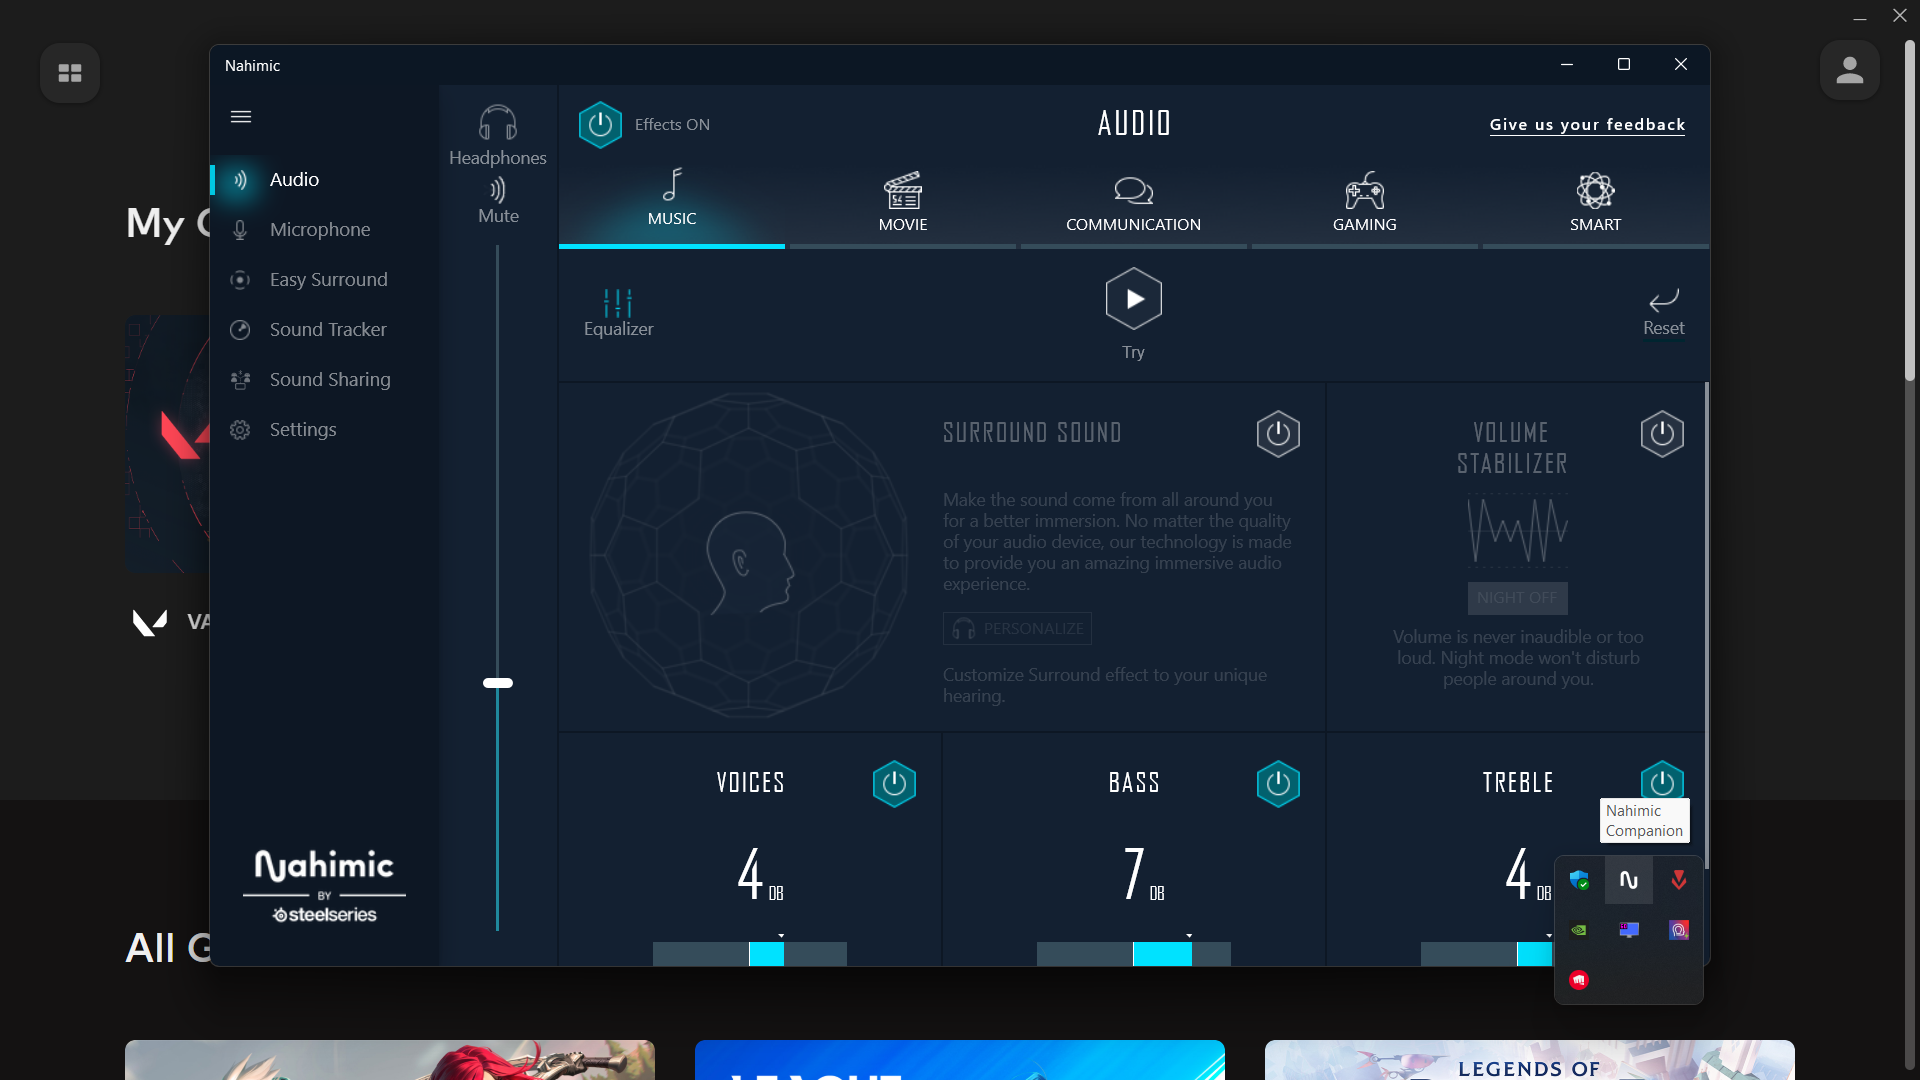 Nahimic
Audio
Microphone
Easy Surround
Sound Tracker
Sound Sharing
Settings
Nahimic
BY
steelseries
Headphones
Mute
Effects ON
AUDIO
Give us your feedback
MUSIC
MOVIE
COMMUNICATION
GAMING
SMART
Equalizer
Try
Reset
SURROUND SOUND
Make the sound come from all around you
for a better immersion. No matter the quality
of your audio device, our technology is made
to provide you an amazing immersive audio
experience.
PERSONALIZE
Customize Surround effect to your unique
hearing.
VOLUME
STABILIZER
NIGHT OFF
Volume is never inaudible or too
loud. Night mode won't disturb
people around you.
VOICES
4 DB
BASS
7 DB
TREBLE
4 DB
Nahimic
Companion
My
VA
All G
LEGENDS OF